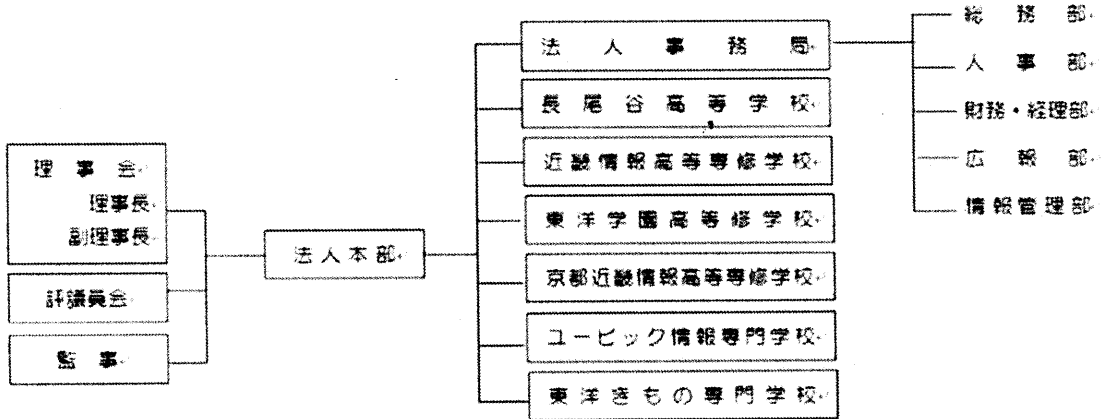 理事会
理事長
副理事長
評議員会
監事
法人本部
法人事務局
長尾谷高等学校
近畿情報高等専修学校
東洋学園高等修学校
京都近畿情報高等専修学校
ユービック情報専門学校
東洋きもの専門学校
総務部
人事部
財務・経理部
広報部
情報管理部